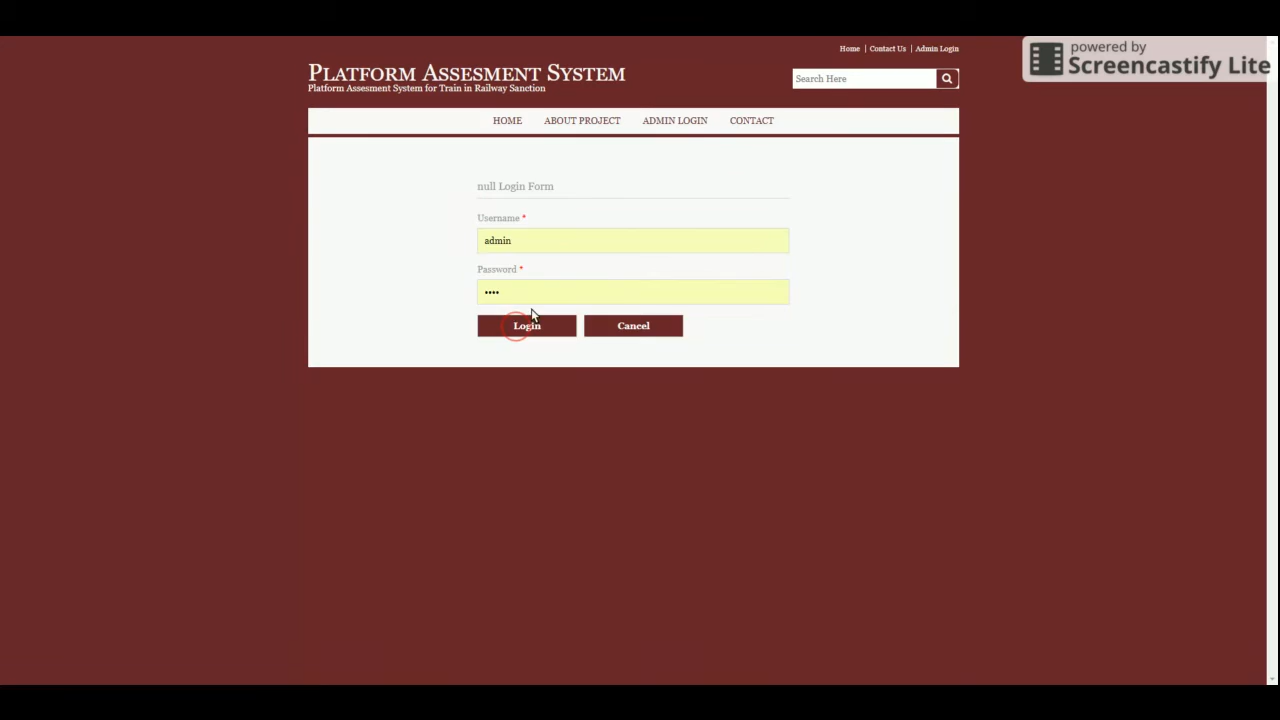 Home | Contact Us | Admin Login
powered by
Screencastify Lite
PLATFORM ASSESMENT SYSTEM
Platform Assesment System for Train in Railway Sanction
Search Here
HOME ABOUT PROJECT ADMIN LOGIN CONTACT
null Login Form
Username *
admin
Password *
••••
Login Cancel